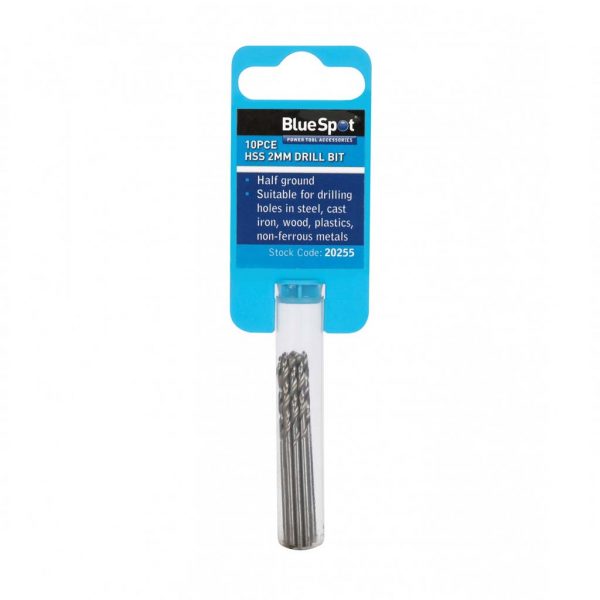 BlueSpot
POWER TOOL ACCESSORIES
10PCE
HSS 2MM DRILL BIT
• Half ground
• Suitable for drilling
holes in steel, cast
iron, wood, plastics,
non-ferrous metals
Stock Code: 20255